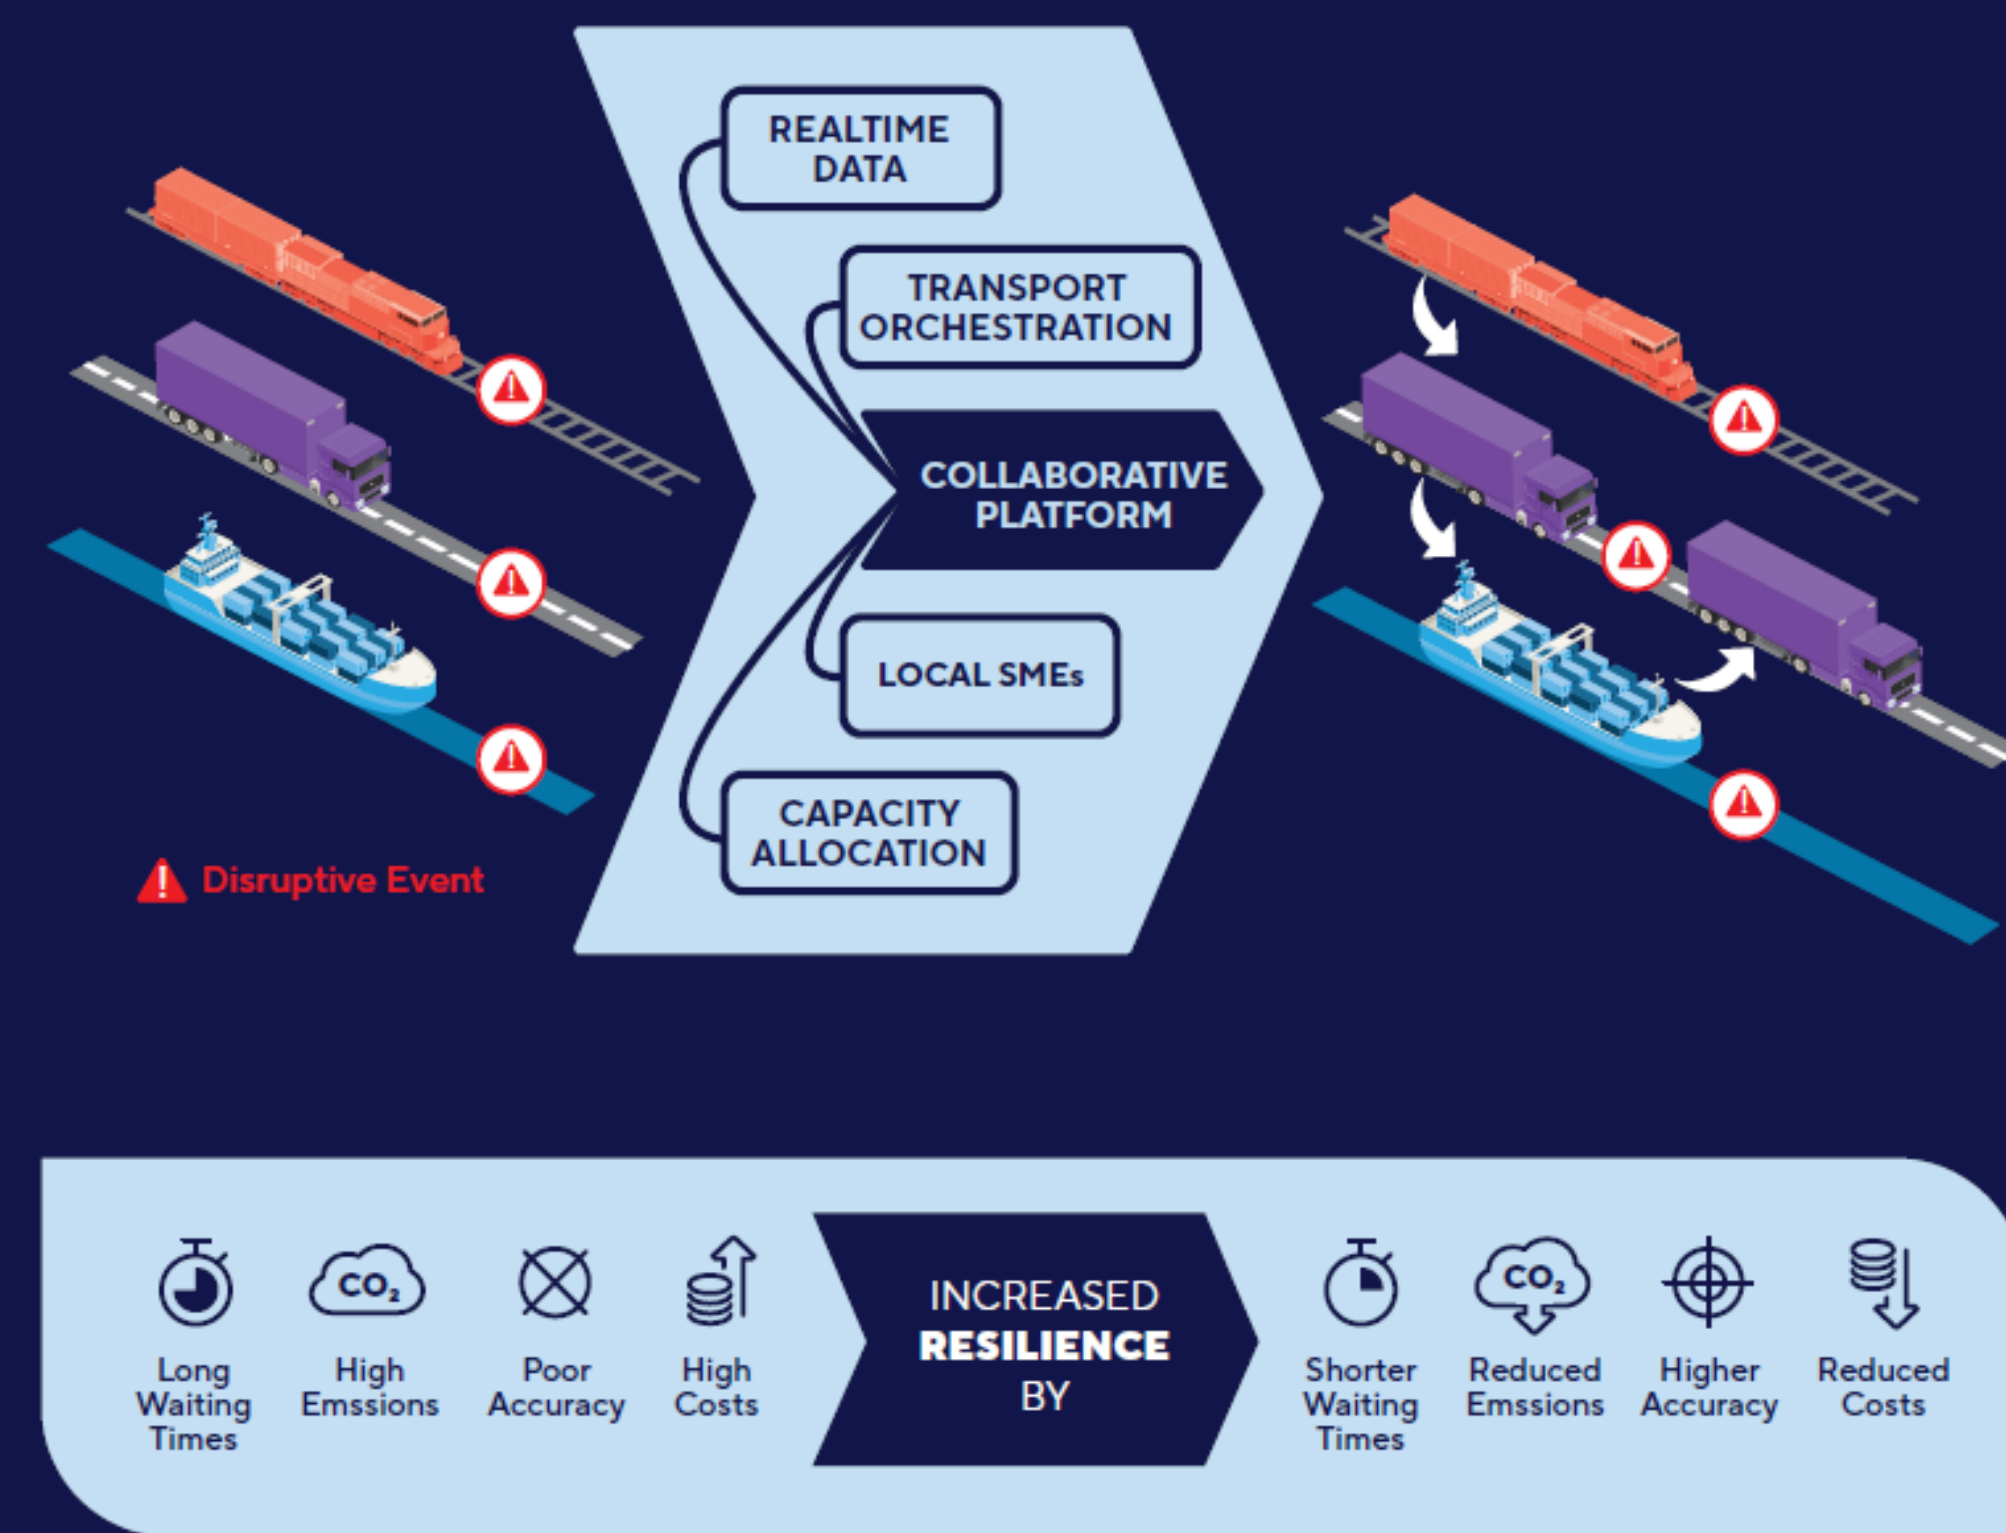 REALTIME
DATA
TRANSPORT
ORCHESTRATION
COLLABORATIVE
PLATFORM
LOCAL SMEs
CAPACITY
ALLOCATION
Disruptive Event
Long
Waiting
Times
CO₂
High
Emssions
Poor
Accuracy
High
Costs
INCREASED
RESILIENCE
BY
Shorter
Waiting
Times
CO₂
Reduced
Emssions
Higher
Accuracy
Reduced
Costs